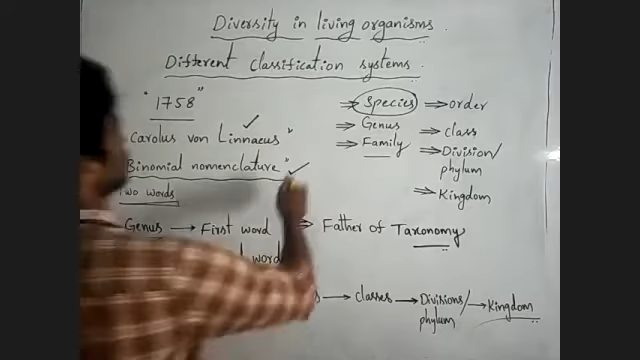 Diversity in living organisms.
Different classification systems.
"1758"
Carolus von Linnaeus"
Binomial nomenclature"
Two words
Genus → First word
word
⇒ Species
⇒ Genus
⇒ Family
⇒ order
⇒ class
⇒ Division/
phylum
⇒ Kingdom
⇒ Father of Taxonomy
→ classes → Divisions/ → Kingdom
phylum